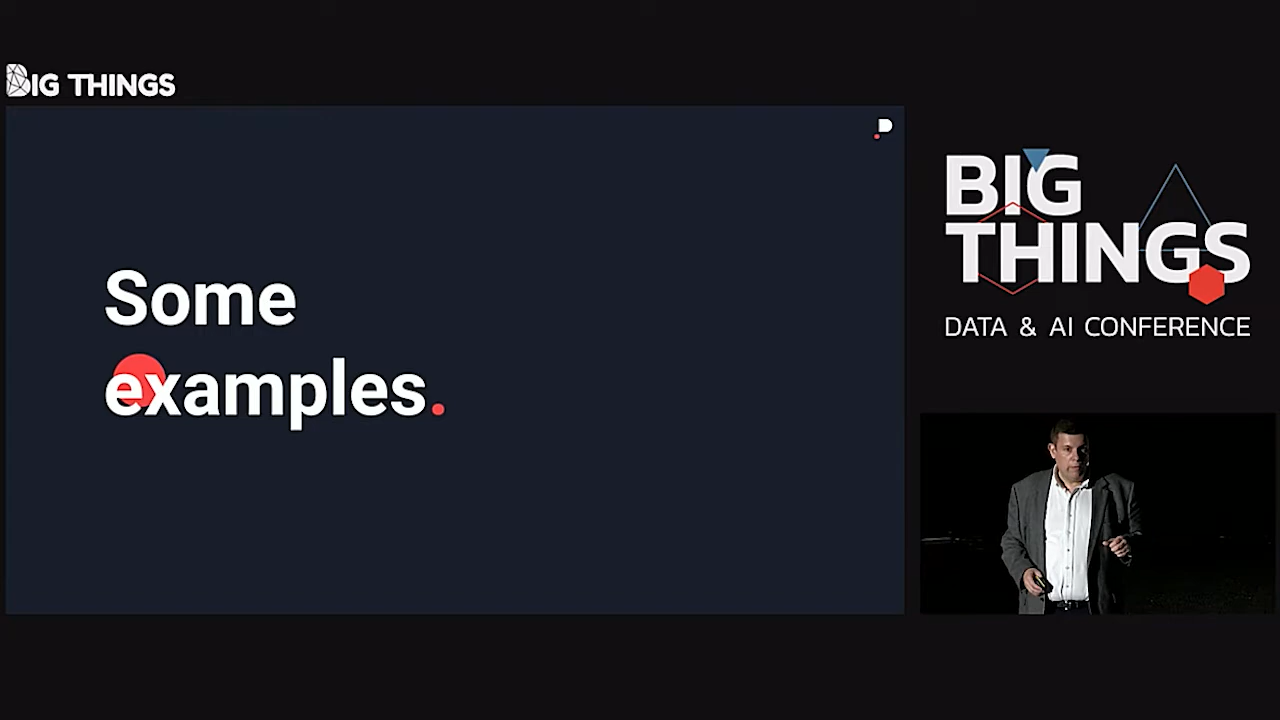 BIG THINGS
Some
examples.
BIG
THINGS
DATA & AI CONFERENCE